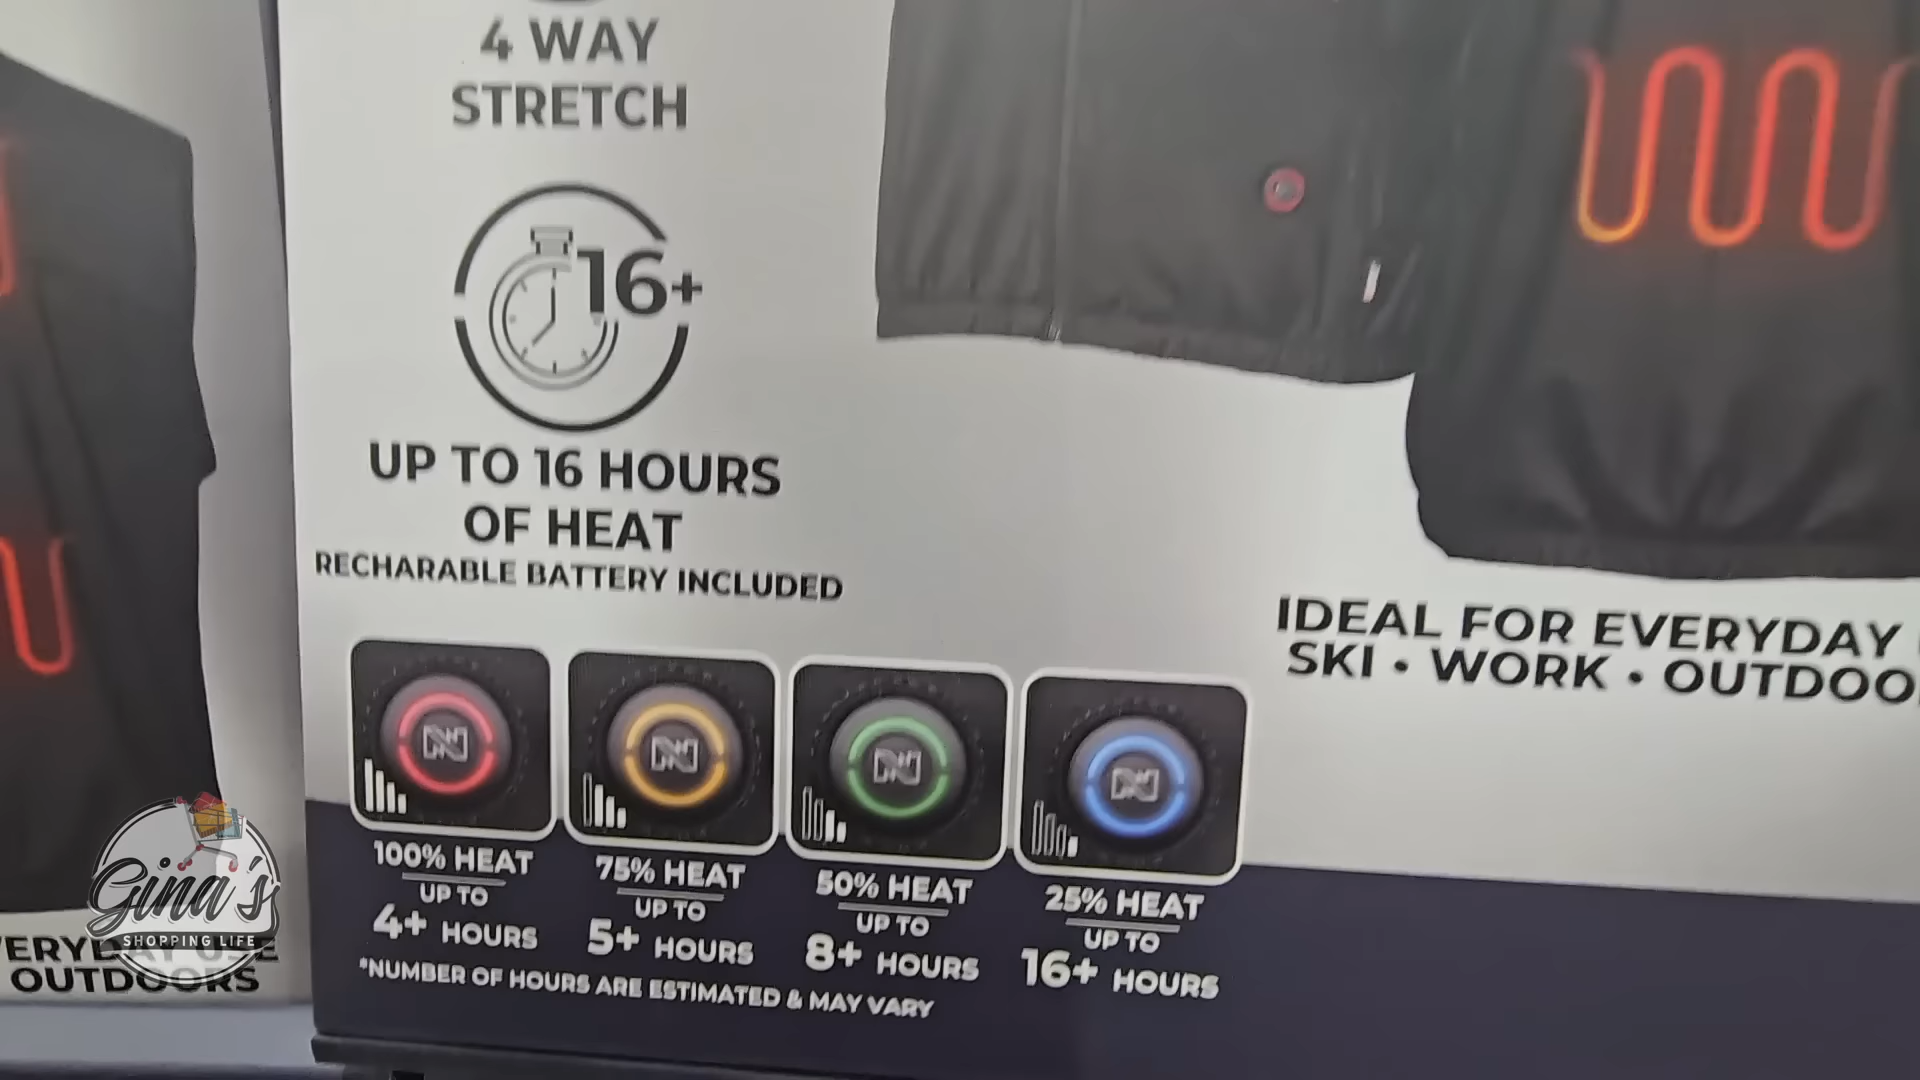 4 WAY
STRETCH
16+
UP TO 16 HOURS
OF HEAT
RECHARABLE BATTERY INCLUDED
IDEAL FOR EVERYDAY
SKI • WORK • OUTDOO
100% HEAT
UP TO
4+ HOURS
75% HEAT
UP TO
5+ HOURS
50% HEAT
UP TO
8+ HOURS
25% HEAT
UP TO
16+ HOURS
*NUMBER OF HOURS ARE ESTIMATED & MAY VARY
Gina's
SHOPPING LIFE
VERYDAY USE
OUTDOORS